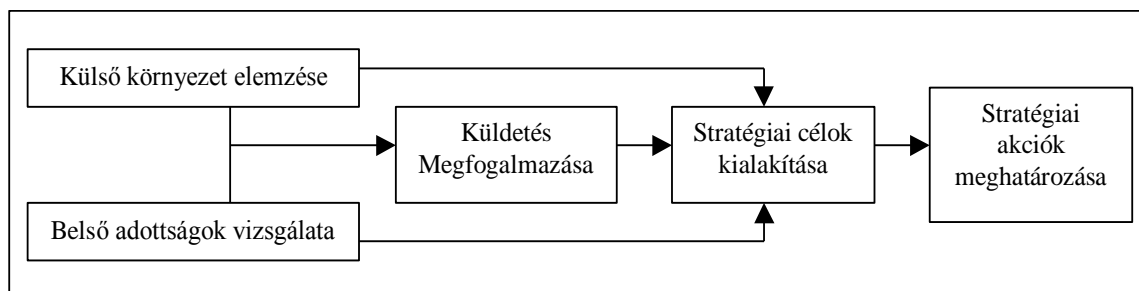 Külső környezet elemzése
Küldetés
Megfogalmazása
Stratégiai célok
kialakítása
Stratégiai
akciók
meghatározása
Belső adottságok vizsgálata